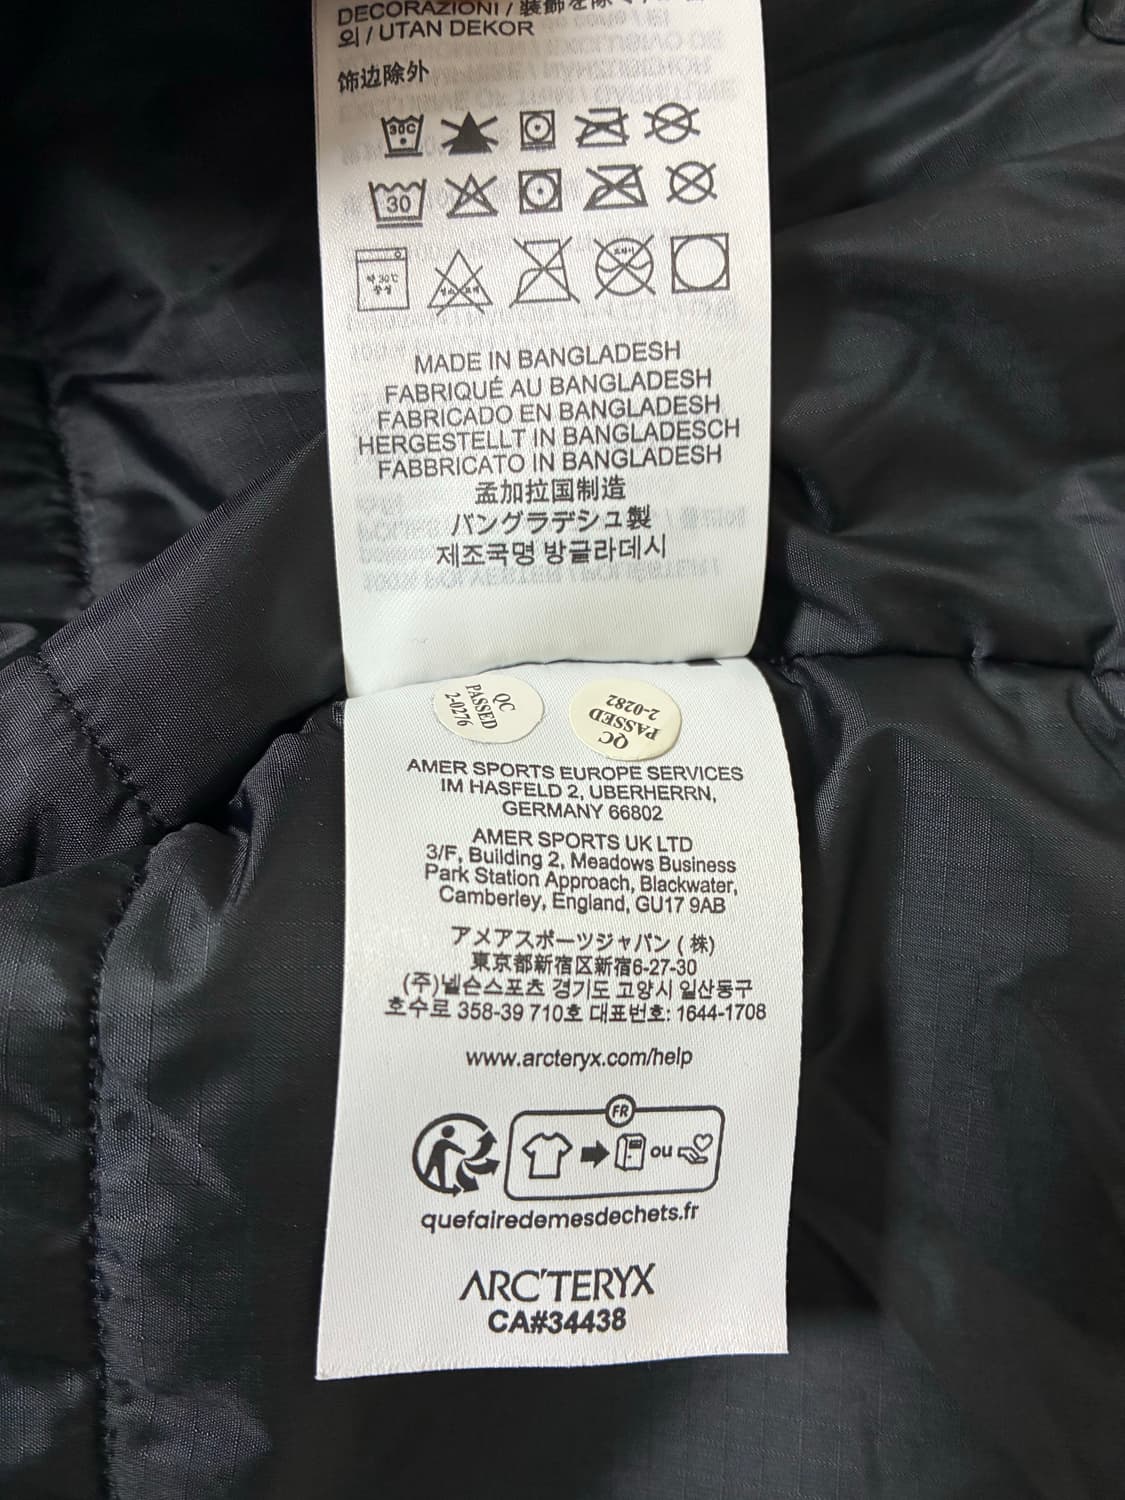 DECORAZIONI / 装飾を除く /
외 / UTAN DEKOR
饰边除外
30C
30
약 30℃
중성
MADE IN BANGLADESH
FABRIQUÉ AU BANGLADESH
FABRICADO EN BANGLADESH
HERGESTELLT IN BANGLADESCH
FABBRICATO IN BANGLADESH
孟加拉国制造
バングラデシュ製
제조국명 방글라데시
QC
PASSED
2-0276
QC
PASSED
2-0282
AMER SPORTS EUROPE SERVICES
IM HASFELD 2, UBERHERRN,
GERMANY 66802
AMER SPORTS UK LTD
3/F, Building 2, Meadows Business
Park Station Approach, Blackwater,
Camberley, England, GU17 9AB
アメアスポーツジャパン ( 株)
東京都新宿区新宿6-27-30
(주)넬슨스포츠 경기도 고양시 일산동구
호수로 358-39 710호 대표번호: 1644-1708
www.arcteryx.com/help
FR
ou
quefairedemesdechets.fr
ARC'TERYX
CA#34438